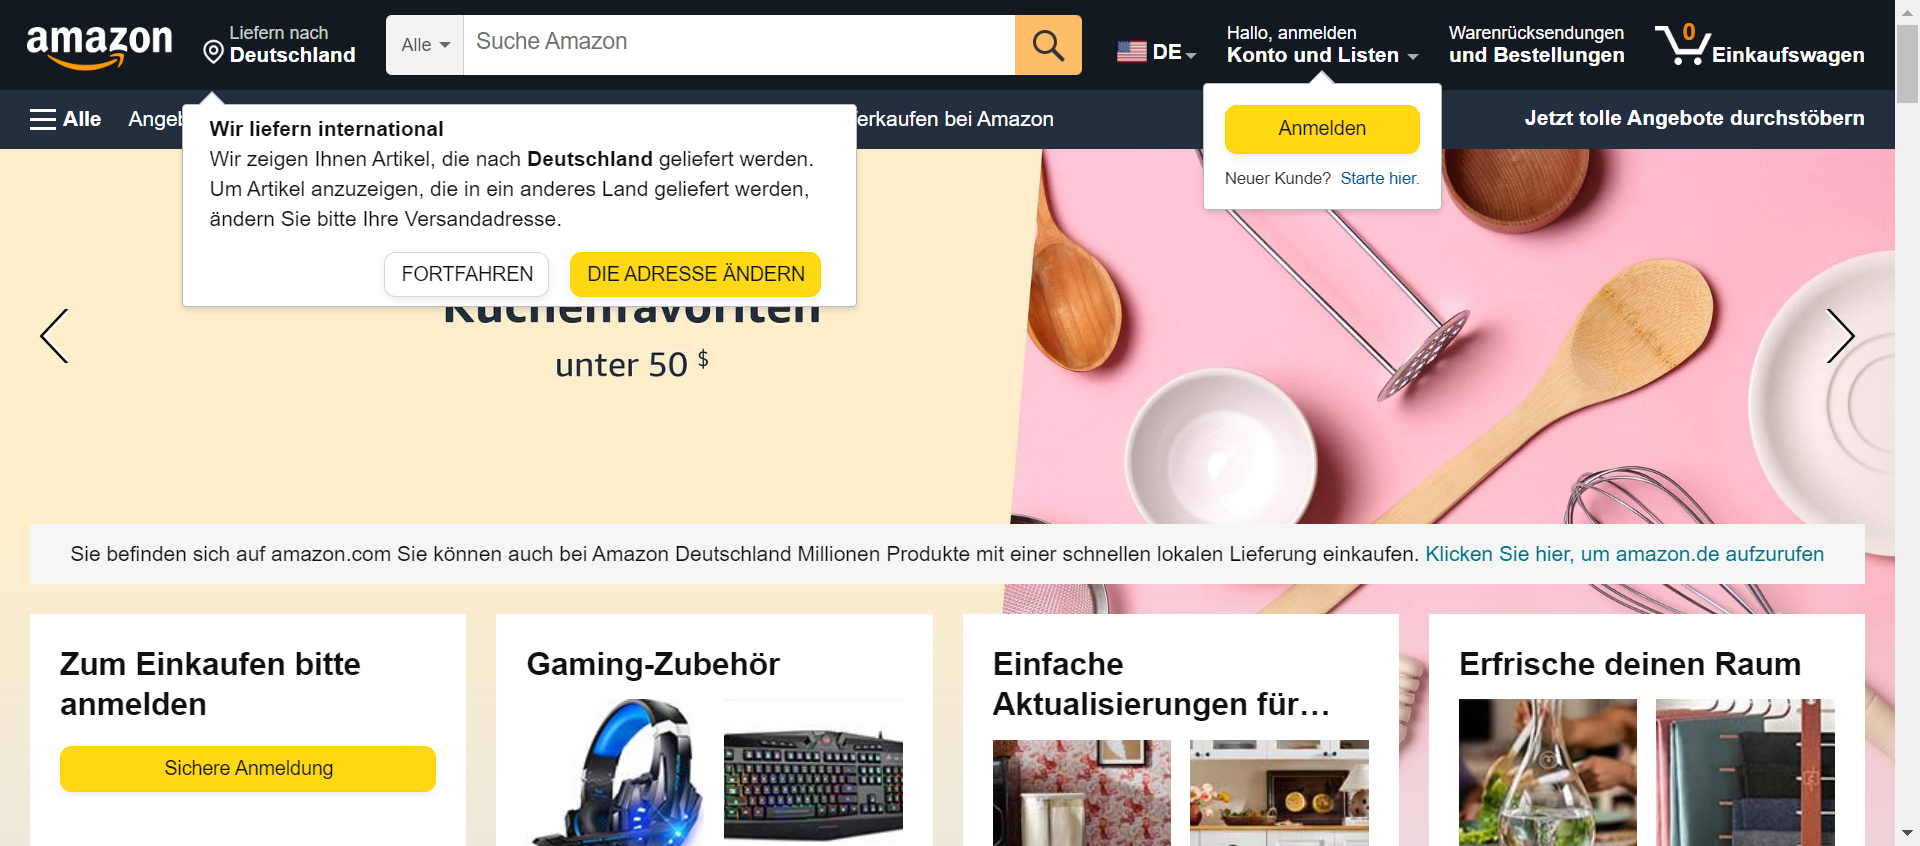 amazon
Liefern nach
Deutschland
Alle
Suche Amazon
DE
Hallo, anmelden
Konto und Listen
Warenrücksendungen
und Bestellungen
0
Einkaufswagen
Alle
erkaufen bei Amazon
Jetzt tolle Angebote durchstöbern
Wir liefern international
Wir zeigen Ihnen Artikel, die nach Deutschland geliefert werden.
Um Artikel anzuzeigen, die in ein anderes Land geliefert werden,
ändern Sie bitte Ihre Versandadresse.
FORTFAHREN
DIE ADRESSE ÄNDERN
Anmelden
Neuer Kunde? Starte hier.
Küchenfavoriten
unter 50 $
Sie befinden sich auf amazon.com Sie können auch bei Amazon Deutschland Millionen Produkte mit einer schnellen lokalen Lieferung einkaufen. Klicken Sie hier, um amazon.de aufzurufen
Zum Einkaufen bitte
anmelden
Sichere Anmeldung
Gaming-Zubehör
Einfache
Aktualisierungen für…
Erfrische deinen Raum